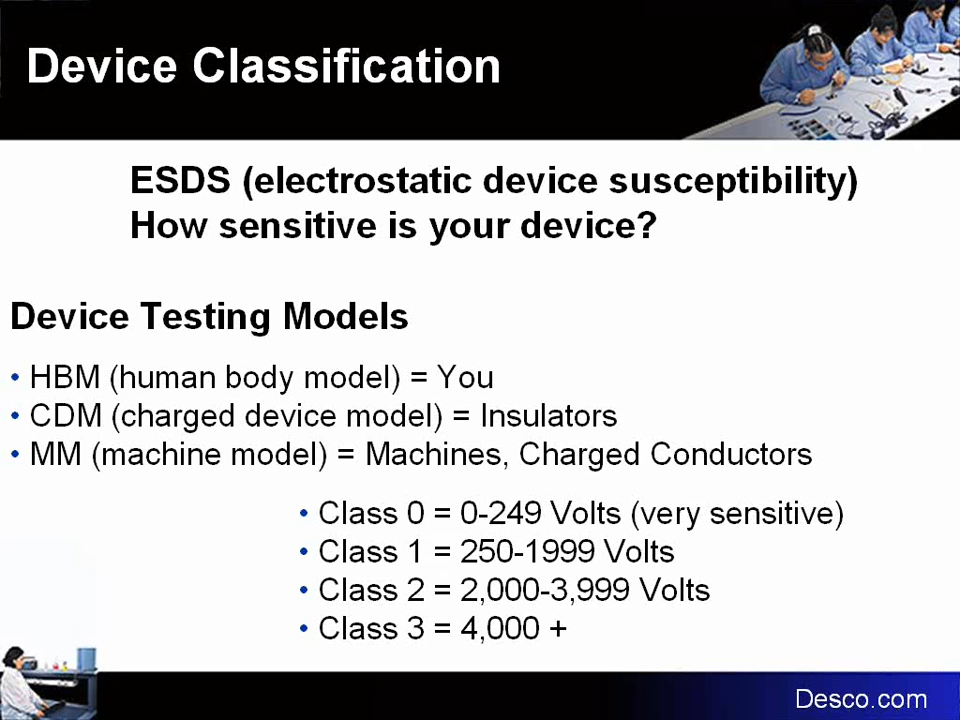 Device Classification
ESDS (electrostatic device susceptibility)
How sensitive is your device?
Device Testing Models
• HBM (human body model) = You
• CDM (charged device model) = Insulators
• MM (machine model) = Machines, Charged Conductors
• Class 0 = 0-249 Volts (very sensitive)
• Class 1 = 250-1999 Volts
• Class 2 = 2,000-3,999 Volts
• Class 3 = 4,000 +
Desco.com